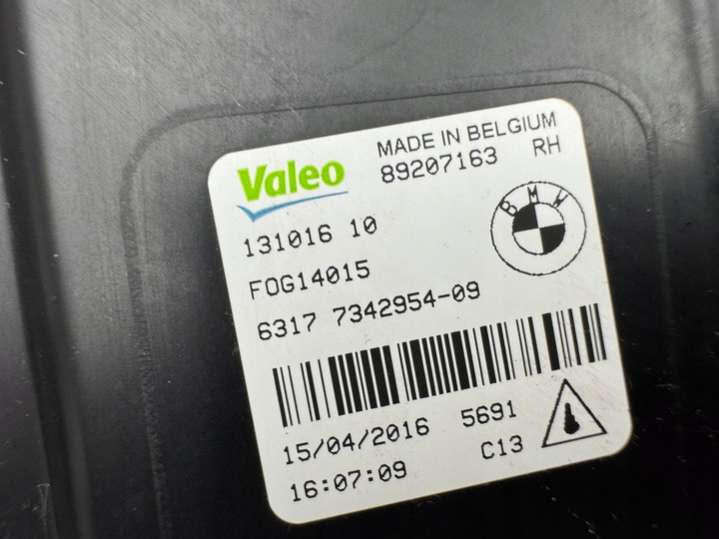 Valeo
MADE IN BELGIUM
89207163 RH
131016 10
BMW
FOG14015
6317 7342954-09
15/04/2016 5691
16:07:09 C13